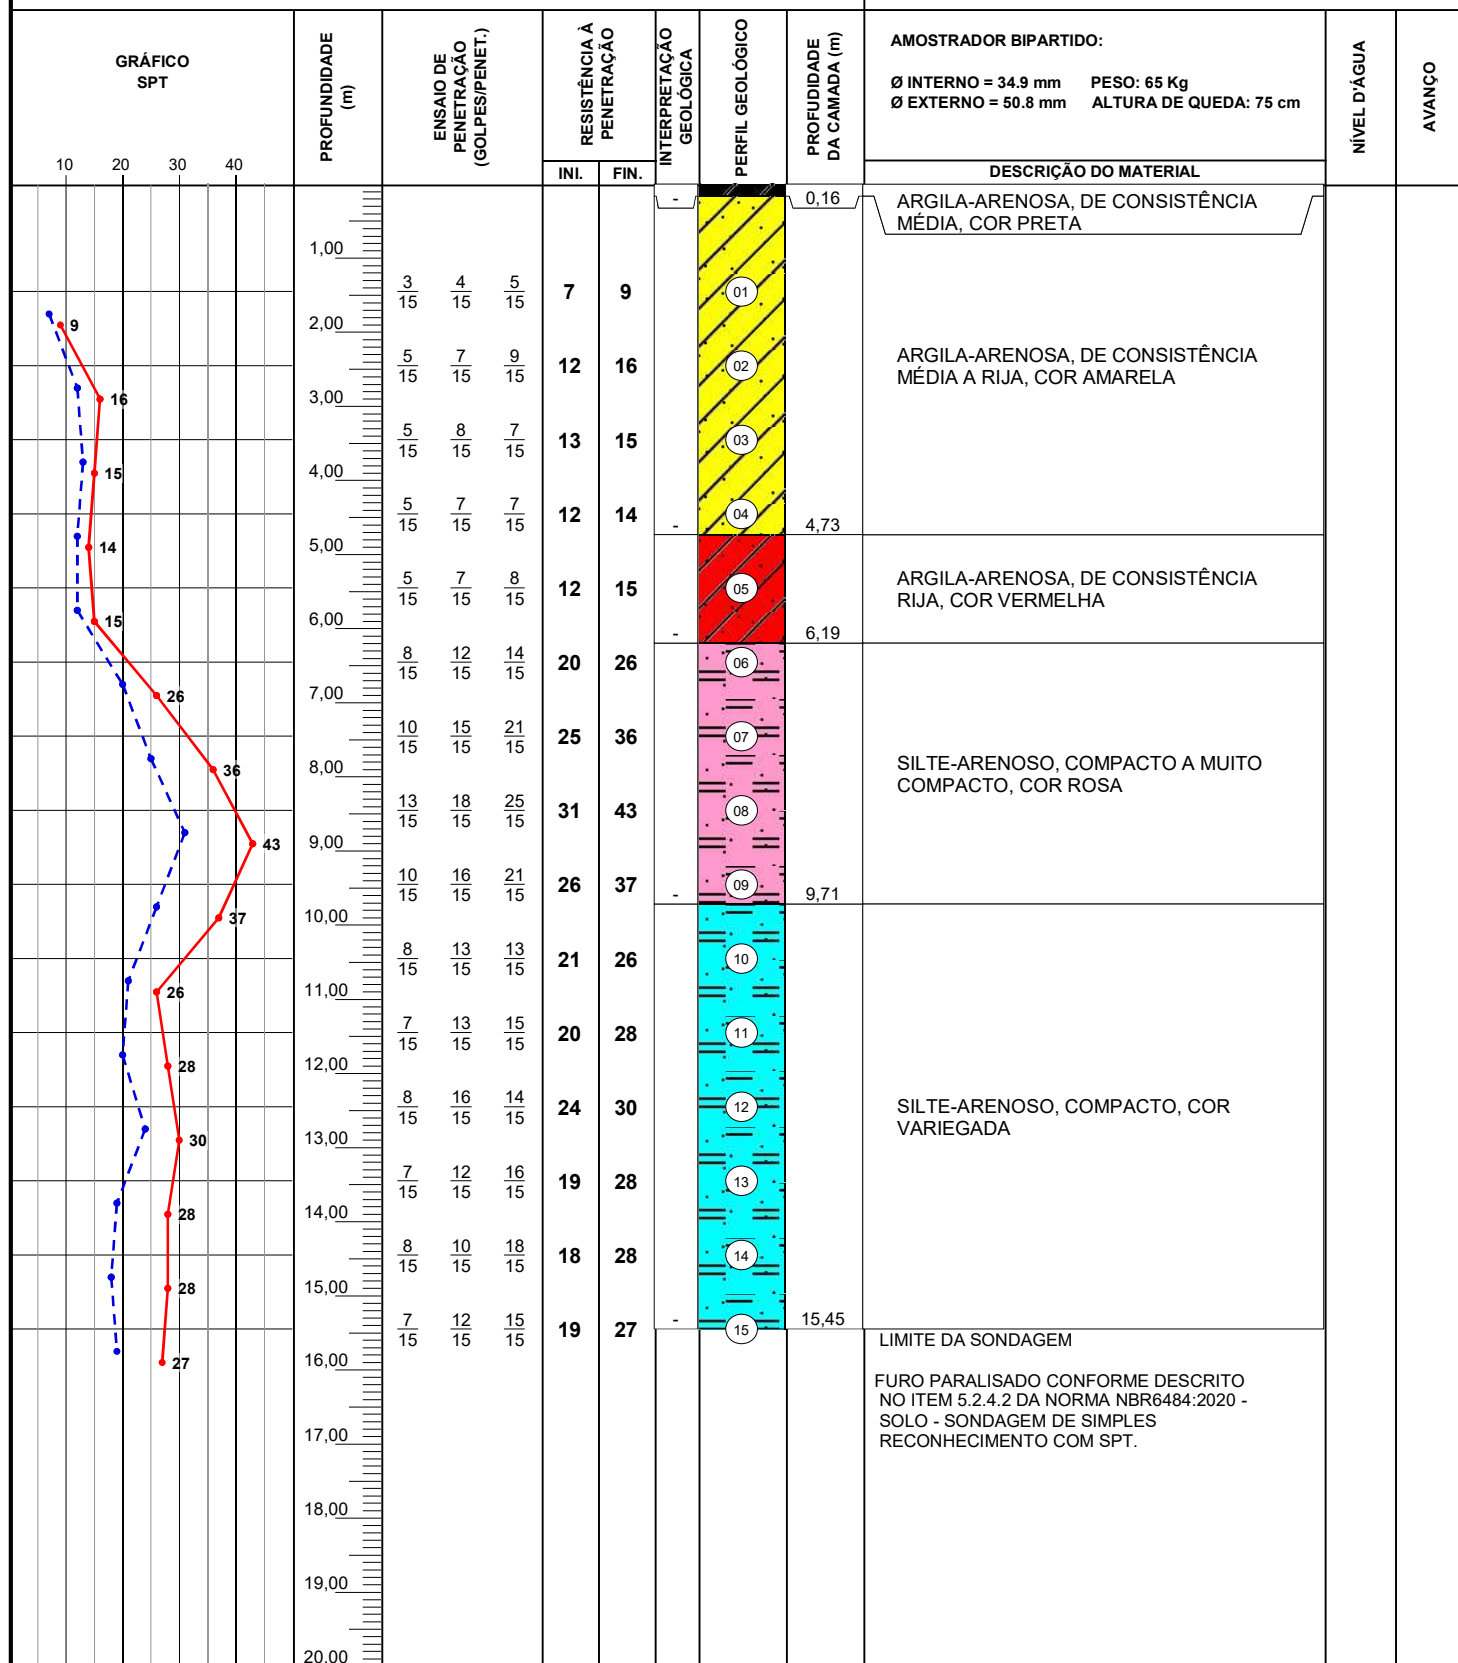 GRÁFICO
SPT
10 20 30 40
PROFUNDIDADE
(m)
ENSAIO DE
PENETRAÇÃO
(GOLPES/PENET.)
RESISTÊNCIA À
PENETRAÇÃO
INI. FIN.
INTERPRETAÇÃO
GEOLÓGICA
PERFIL GEOLÓGICO
PROFUDIDADE
DA CAMADA (m)
AMOSTRADOR BIPARTIDO:
Ø INTERNO = 34.9 mm PESO: 65 Kg
Ø EXTERNO = 50.8 mm ALTURA DE QUEDA: 75 cm
DESCRIÇÃO DO MATERIAL
NÍVEL D'ÁGUA
AVANÇO
- 0,16 ARGILA-ARENOSA, DE CONSISTÊNCIA
MÉDIA, COR PRETA
1,00
3/15 4/15 5/15 7 9 01
9 2,00
5/15 7/15 9/15 12 16 02
ARGILA-ARENOSA, DE CONSISTÊNCIA
MÉDIA A RIJA, COR AMARELA
16 3,00
5/15 8/15 7/15 13 15 03
15 4,00
5/15 7/15 7/15 12 14 04
- 4,73
14 5,00
5/15 7/15 8/15 12 15 05
ARGILA-ARENOSA, DE CONSISTÊNCIA
RIJA, COR VERMELHA
15 6,00
- 6,19
8/15 12/15 14/15 20 26 06
26 7,00
10/15 15/15 21/15 25 36 07
SILTE-ARENOSO, COMPACTO A MUITO
COMPACTO, COR ROSA
36 8,00
13/15 18/15 25/15 31 43 08
43 9,00
10/15 16/15 21/15 26 37 09
- 9,71
37 10,00
8/15 13/15 13/15 21 26 10
26 11,00
7/15 13/15 15/15 20 28 11
28 12,00
8/15 16/15 14/15 24 30 12
SILTE-ARENOSO, COMPACTO, COR
VARIEGADA
30 13,00
7/15 12/15 16/15 19 28 13
28 14,00
8/15 10/15 18/15 18 28 14
28 15,00
7/15 12/15 15/15 19 27 - 15 15,45
LIMITE DA SONDAGEM
27 16,00
FURO PARALISADO CONFORME DESCRITO
NO ITEM 5.2.4.2 DA NORMA NBR6484:2020 -
SOLO - SONDAGEM DE SIMPLES
RECONHECIMENTO COM SPT.
17,00
18,00
19,00
20,00